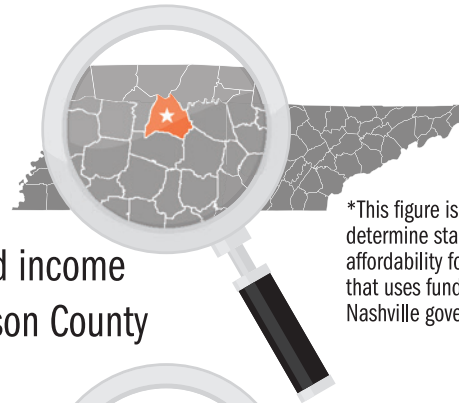 *This figure is
determine sta
affordability fo
that uses fund
Nashville gove
d income
son County